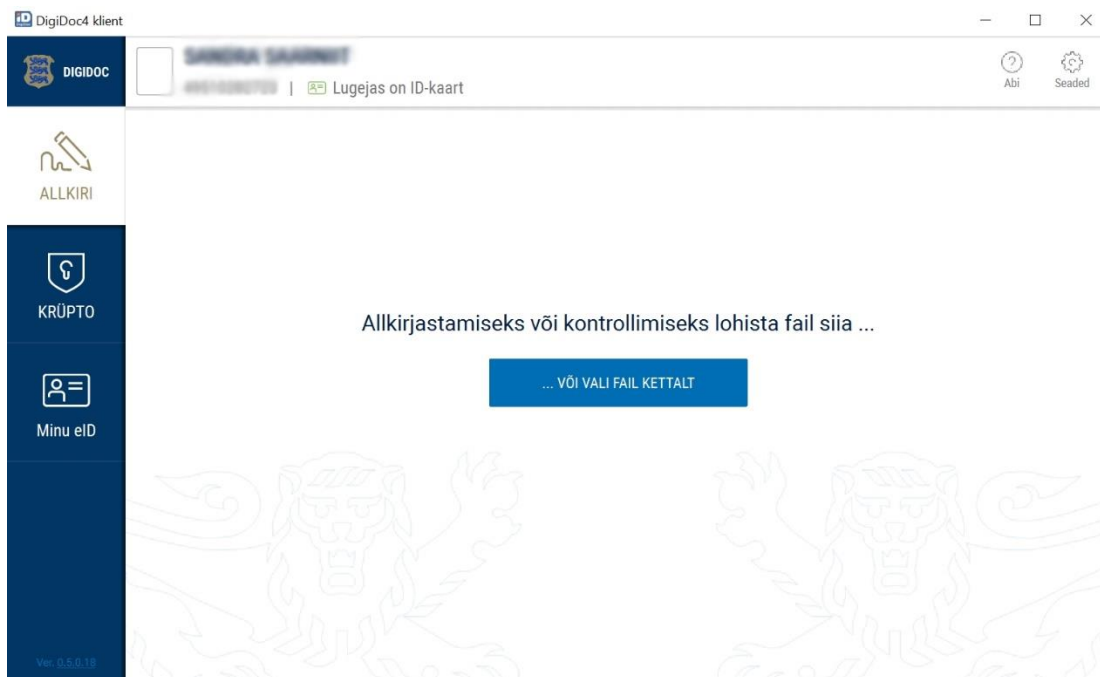 DigiDoc4 klient
DIGIDOC
| Lugejas on ID-kaart
Abi
Seaded
ALLKIRI
KRÜPTO
Minu eID
Allkirjastamiseks või kontrollimiseks lohista fail siia ...
... VÕI VALI FAIL KETTALT
Ver. 0.5.0.18